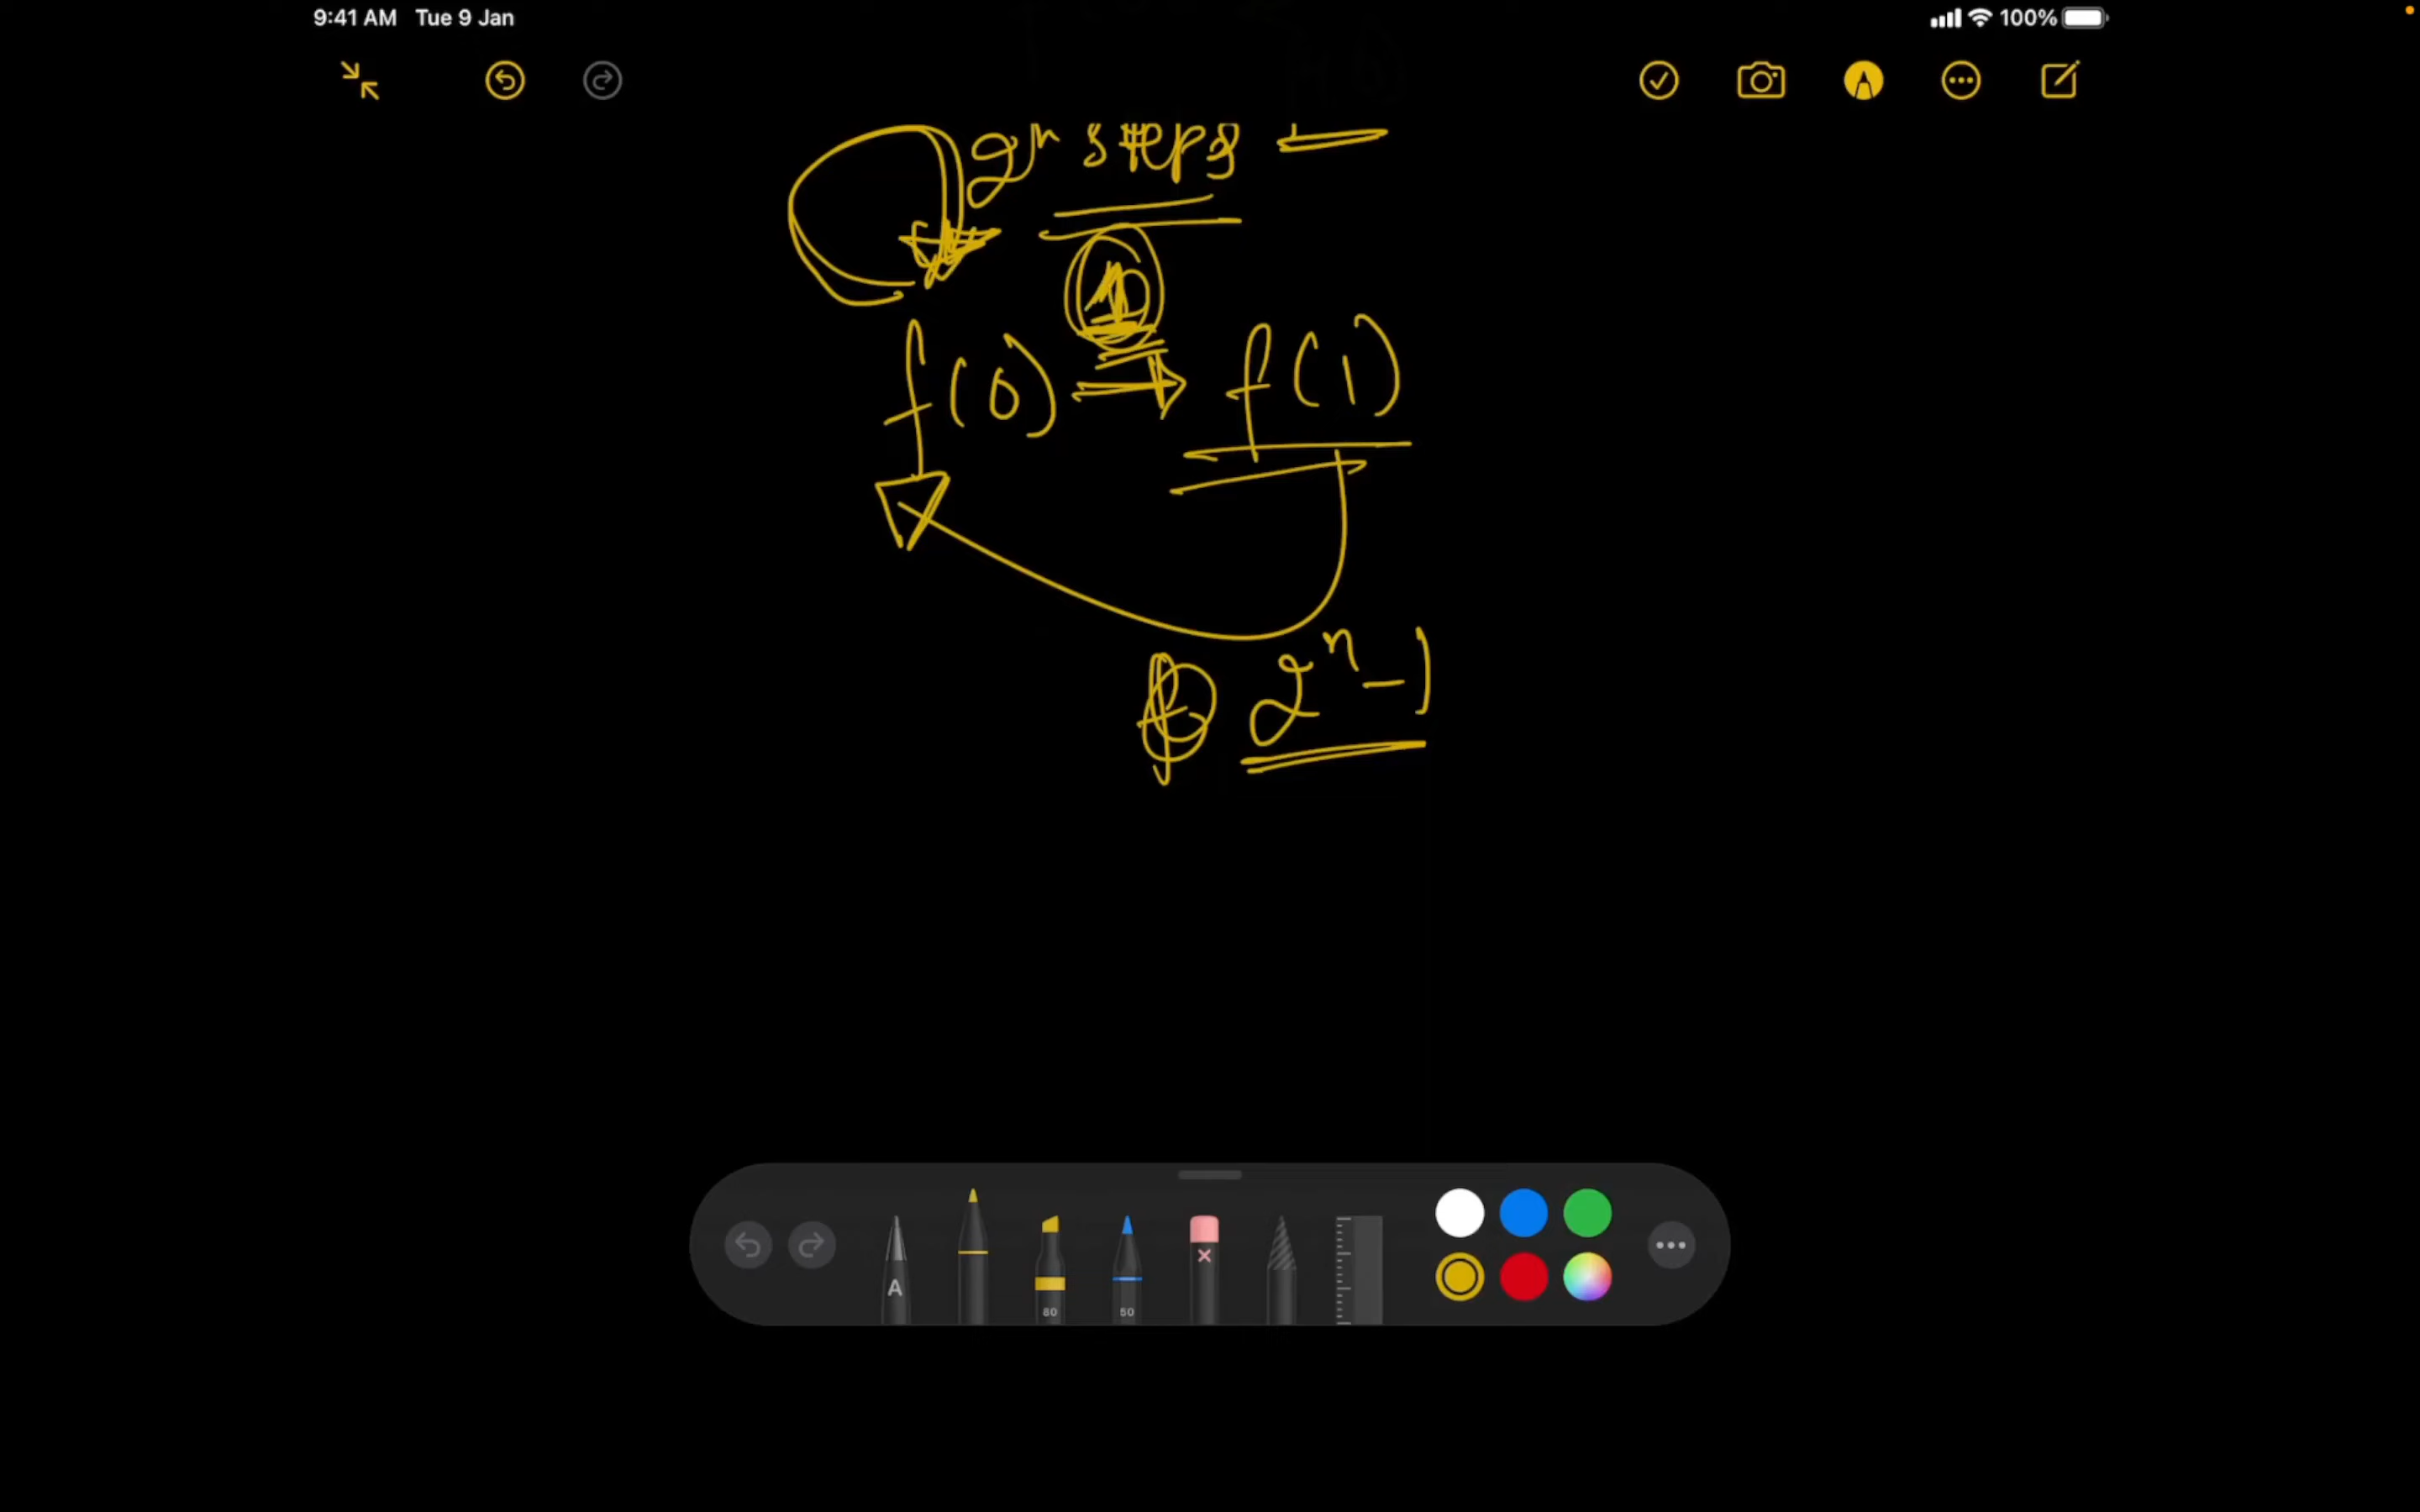 9:41 AM Tue 9 Jan 100%
2n steps
f(0) → f(1)
2ⁿ-1
A 80 50